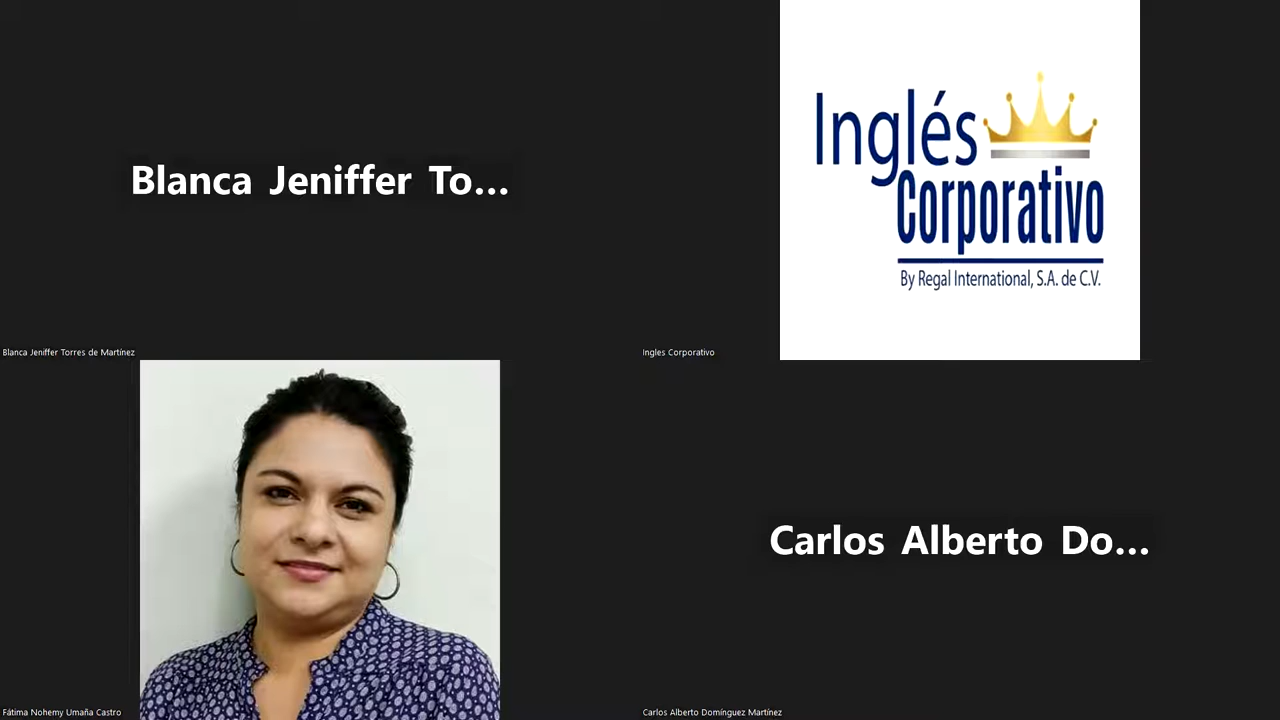 Blanca Jeniffer To...
Blanca Jeniffer Torres de Martínez
Inglés
Corporativo
By Regal International, S.A. de C.V.
Ingles Corporativo
Fátima Nohemy Umaña Castro
Carlos Alberto Do...
Carlos Alberto Domínguez Martínez